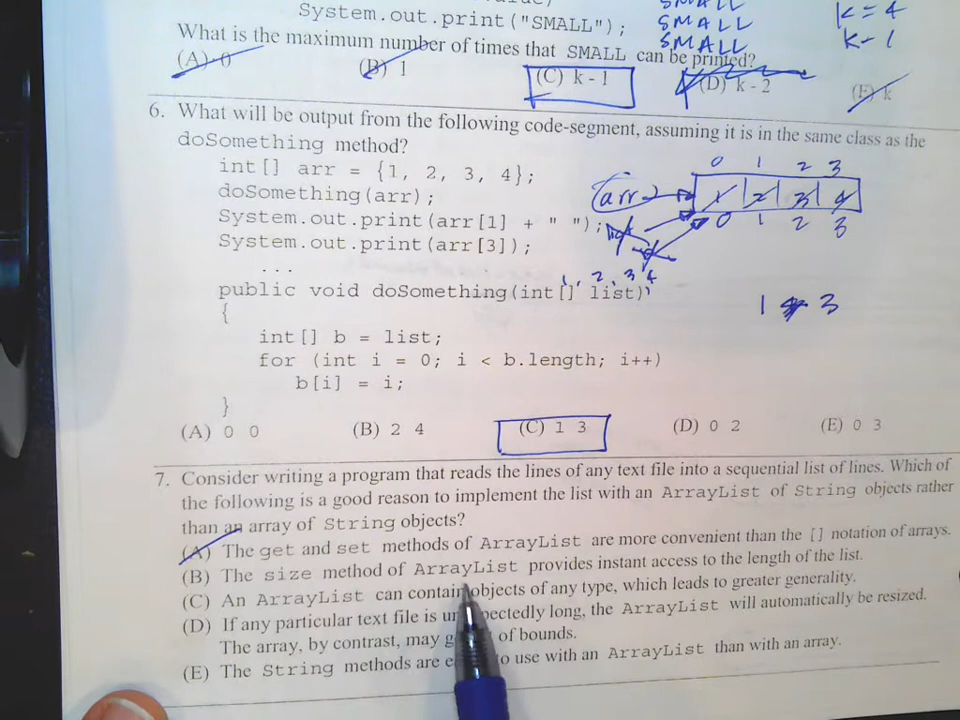 System.out.print("SMALL");
SMALL
SMALL
k = 4
k - 1
What is the maximum number of times that SMALL can be printed?
(A) 0 (B) 1 (C) k - 1 (D) k - 2 (E) k
6. What will be output from the following code-segment, assuming it is in the same class as the
doSomething method?
int[] arr = {1, 2, 3, 4};
doSomething(arr);
System.out.print(arr[1] + " ");
System.out.print(arr[3]);
...
public void doSomething(int[] list)
{
int[] b = list;
for (int i = 0; i < b.length; i++)
b[i] = i;
}
0 1 2 3
arr 1 2 3 4
0 1 2 3
1, 2, 3, 4
1 3
(A) 0 0 (B) 2 4 (C) 1 3 (D) 0 2 (E) 0 3
7. Consider writing a program that reads the lines of any text file into a sequential list of lines. Which of
the following is a good reason to implement the list with an ArrayList of String objects rather
than an array of String objects?
(A) The get and set methods of ArrayList are more convenient than the [] notation of arrays.
(B) The size method of ArrayList provides instant access to the length of the list.
(C) An ArrayList can contain objects of any type, which leads to greater generality.
(D) If any particular text file is unexpectedly long, the ArrayList will automatically be resized.
The array, by contrast, may of bounds.
(E) The String methods are to use with an ArrayList than with an array.